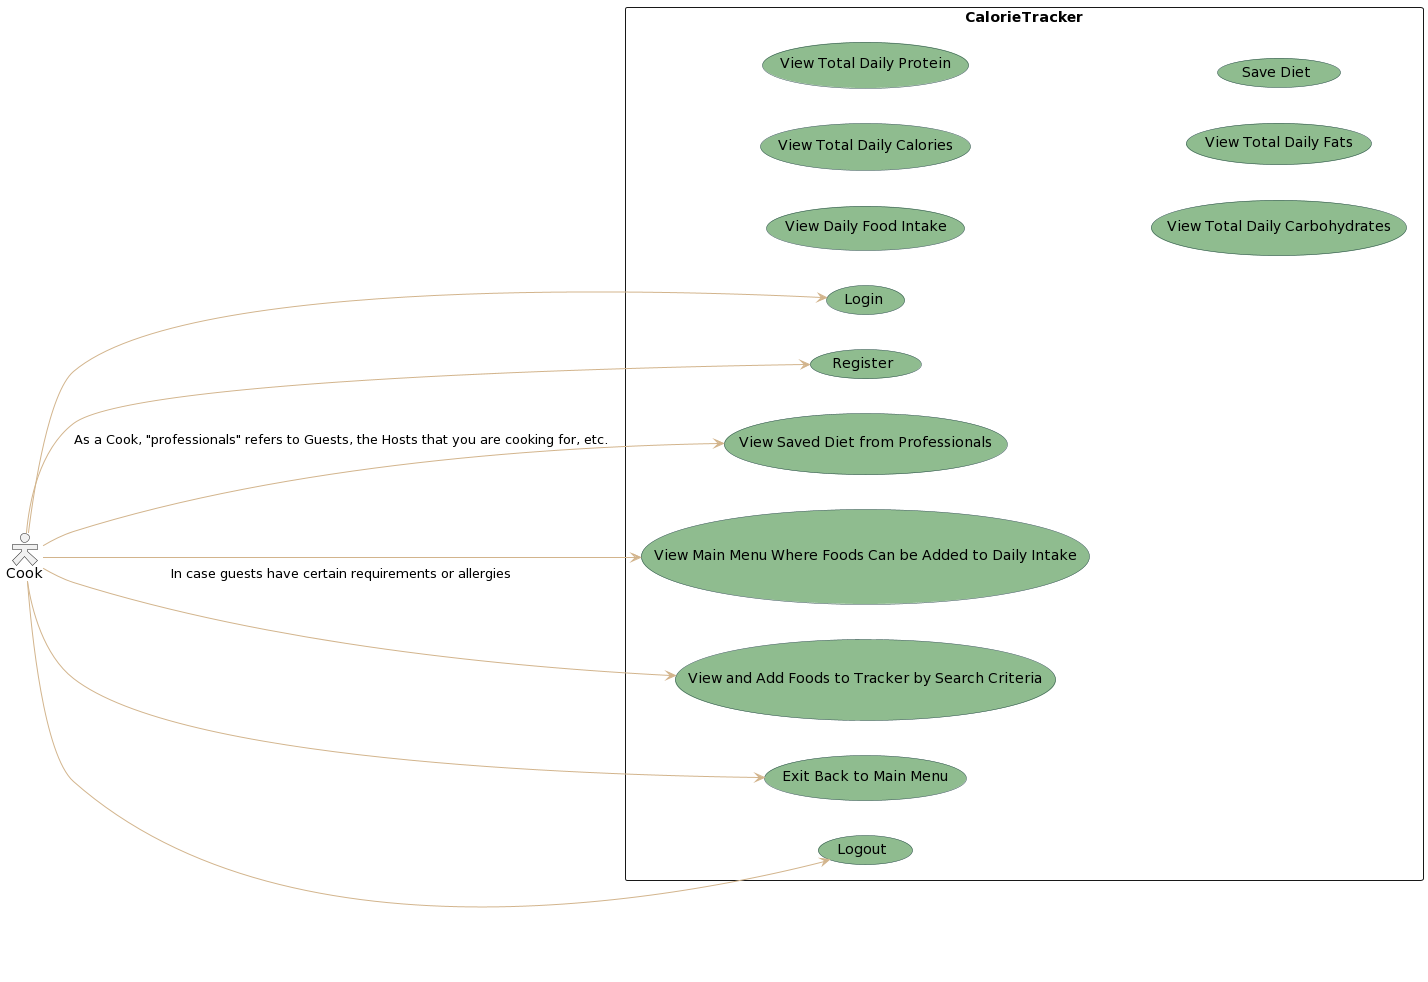 CalorieTracker
View Total Daily Protein
Save Diet
View Total Daily Calories
View Total Daily Fats
View Daily Food Intake
View Total Daily Carbohydrates
Login
Register
As a Cook, "professionals" refers to Guests, the Hosts that you are cooking for, etc.
View Saved Diet from Professionals
View Main Menu Where Foods Can be Added to Daily Intake
Cook
In case guests have certain requirements or allergies
View and Add Foods to Tracker by Search Criteria
Exit Back to Main Menu
Logout